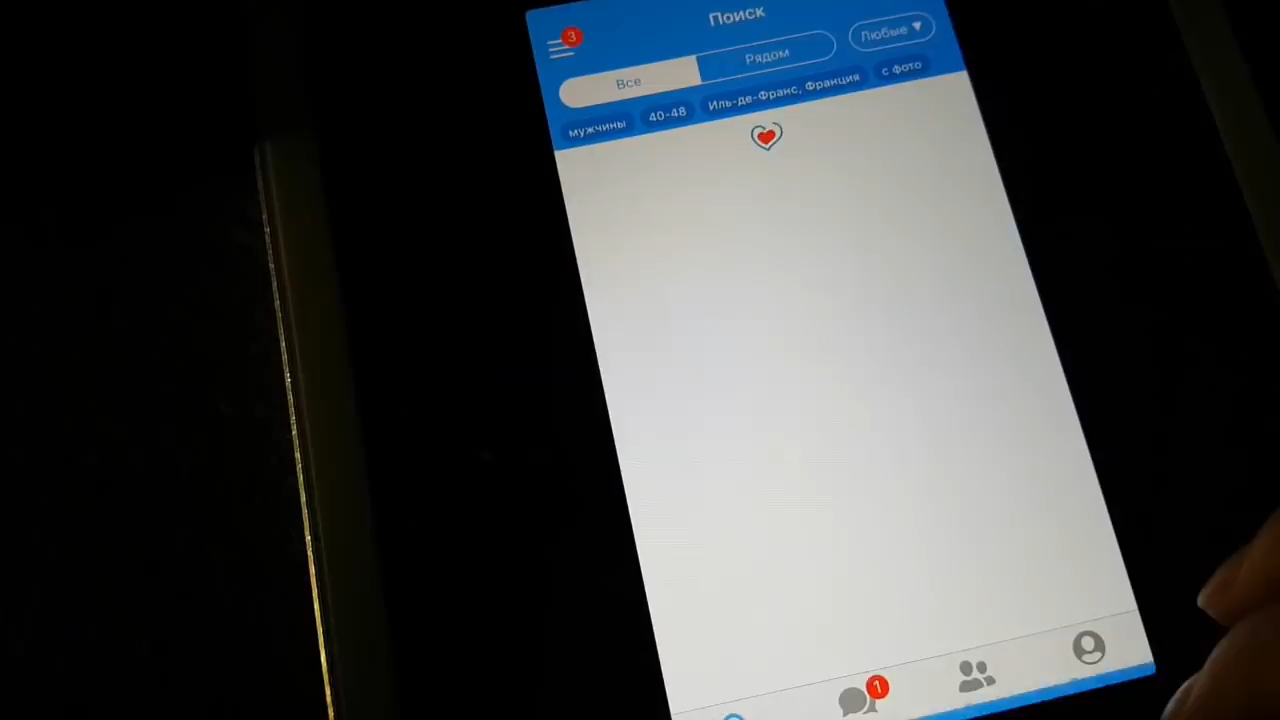 Поиск
3
Все
Рядом
Любые
мужчины
40-48
Иль-де-Франс, Франция
с фото
1